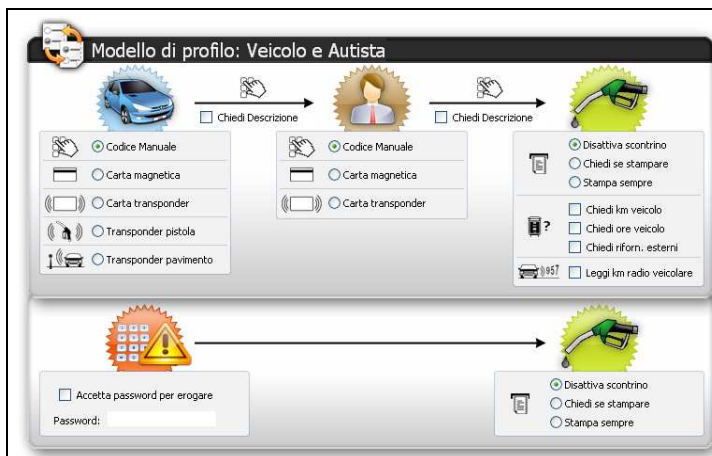 Modello di profilo: Veicolo e Autista
Chiedi Descrizione
Chiedi Descrizione
Codice Manuale
Carta magnetica
Carta transponder
Transponder pistola
Transponder pavimento
Codice Manuale
Carta magnetica
Carta transponder
Disattiva scontrino
Chiedi se stampare
Stampa sempre
?
Chiedi km veicolo
Chiedi ore veicolo
Chiedi riforn. esterni
957
Leggi km radio veicolare
Accetta password per erogare
Password:
Disattiva scontrino
Chiedi se stampare
Stampa sempre